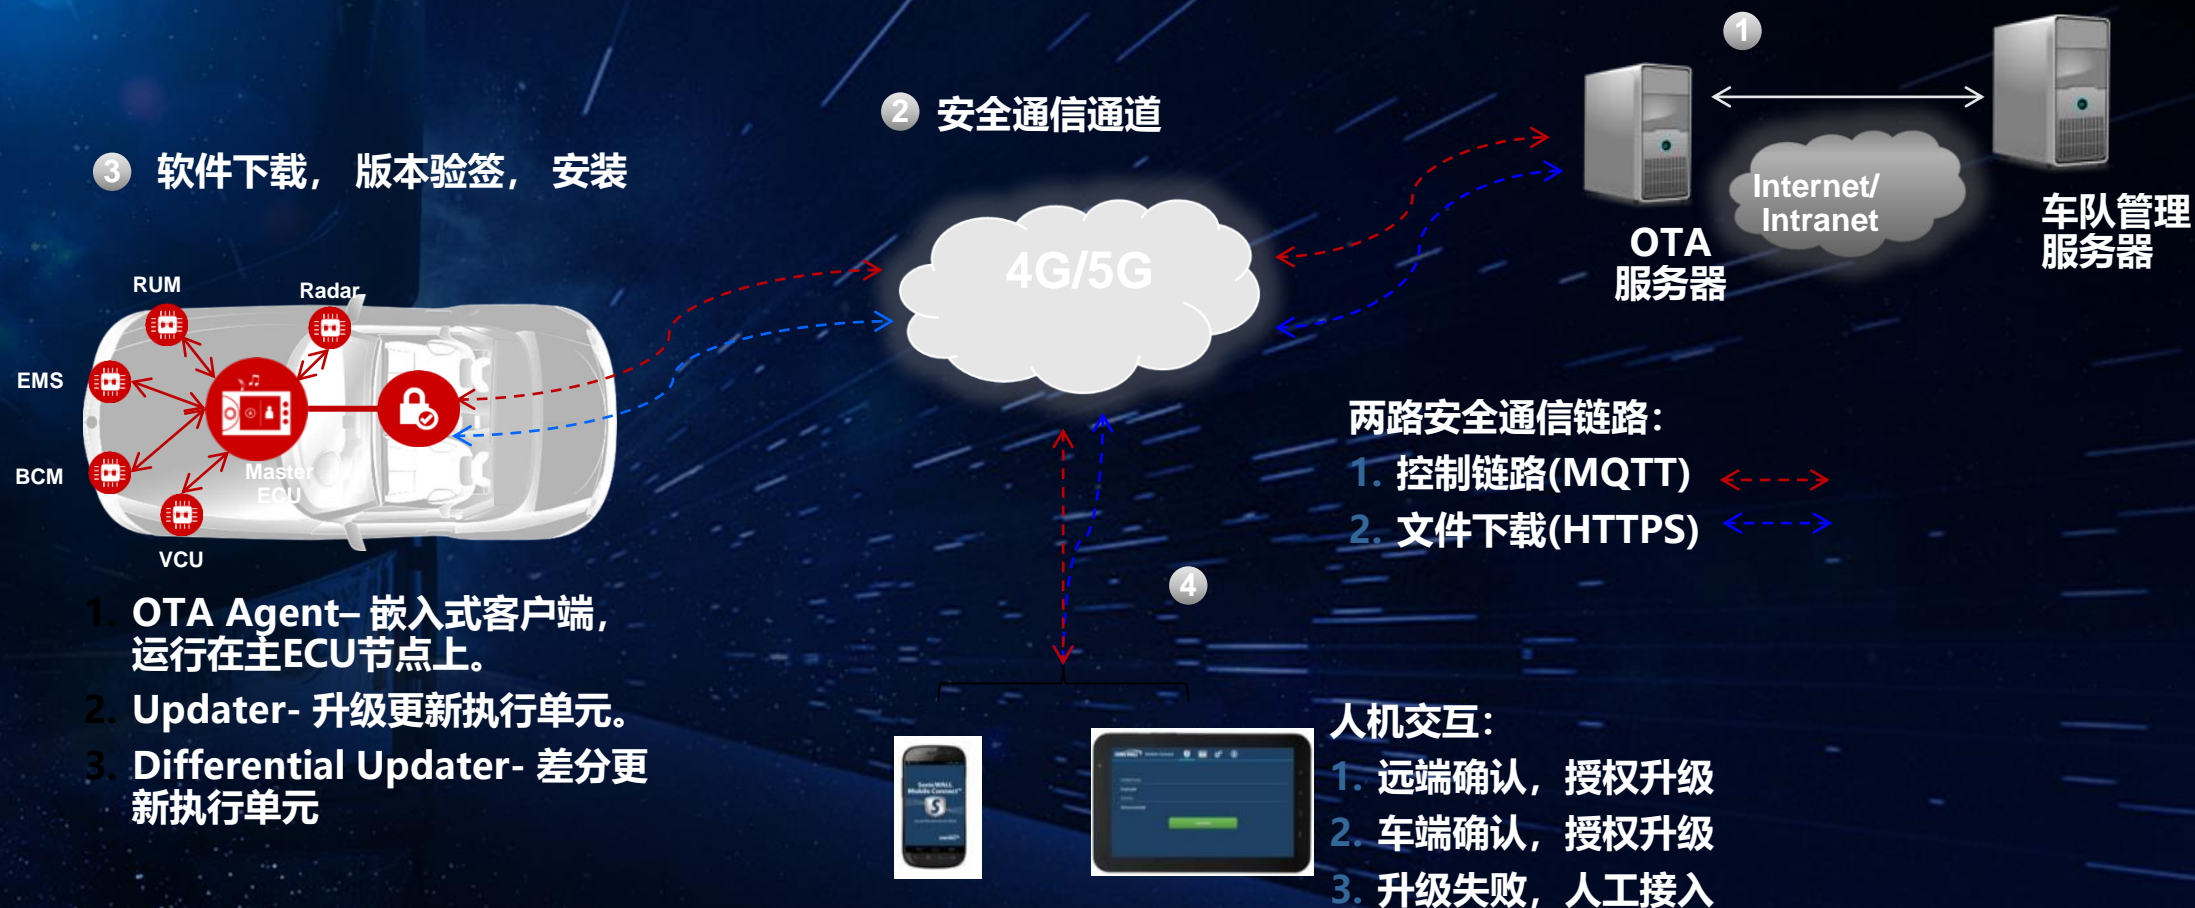 1
2 安全通信通道
3 软件下载， 版本验签， 安装
Internet/
Intranet
OTA
服务器
车队管理
服务器
4G/5G
RUM
Radar
EMS
BCM
VCU
Master
ECU
两路安全通信链路：
1. 控制链路(MQTT)
2. 文件下载(HTTPS)
4
1. OTA Agent– 嵌入式客户端，
运行在主ECU节点上。
2. Updater- 升级更新执行单元。
3. Differential Updater- 差分更
新执行单元
SonicWALL
Mobile Connect™
人机交互：
1. 远端确认，授权升级
2. 车端确认，授权升级
3. 升级失败，人工接入